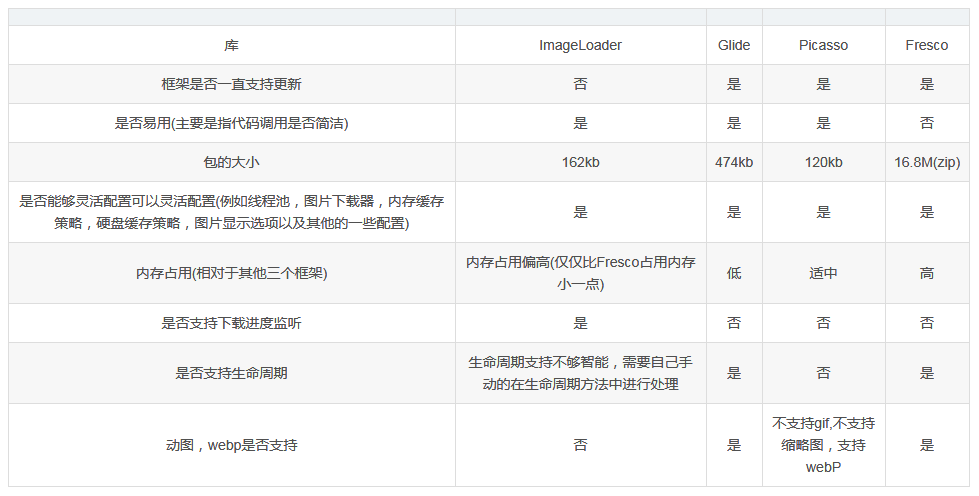 库 ImageLoader Glide Picasso Fresco
框架是否一直支持更新 否 是 是 是
是否易用(主要是指代码调用是否简洁) 是 是 是 否
包的大小 162kb 474kb 120kb 16.8M(zip)
是否能够灵活配置可以灵活配置(例如线程池，图片下载器，内存缓存
策略，硬盘缓存策略，图片显示选项以及其他的一些配置)
是 是 是 是
内存占用(相对于其他三个框架)
内存占用偏高(仅仅比Fresco占用内存
小一点)
低 适中 高
是否支持下载进度监听 是 否 否 否
是否支持生命周期
生命周期支持不够智能，需要自己手
动的在生命周期方法中进行处理
是 否 是
动图，webp是否支持 否 是
不支持gif,不支持
缩略图，支持
webP
是